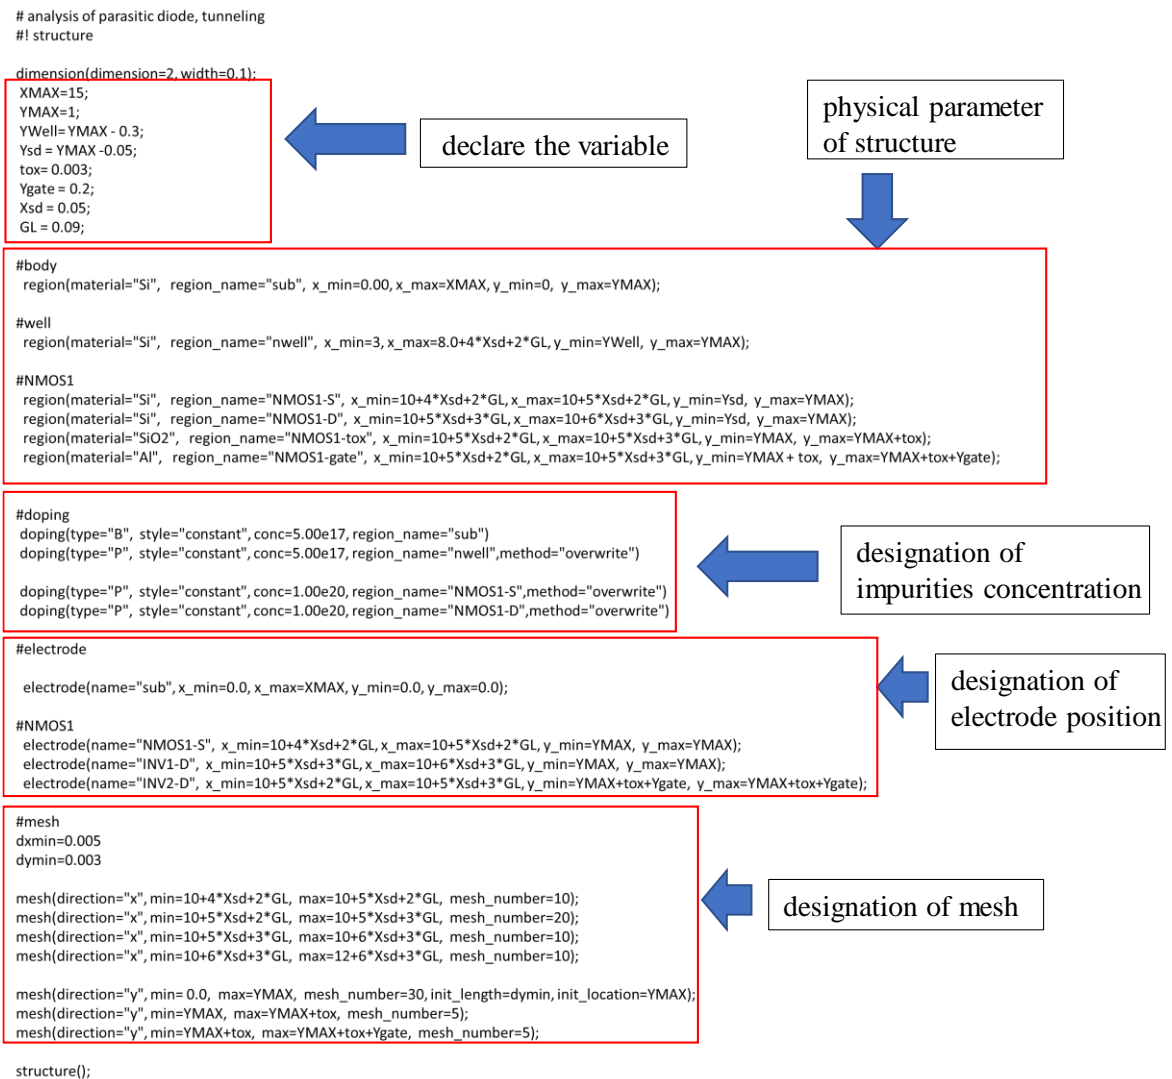 # analysis of parasitic diode, tunneling
#! structure
dimension(dimension=2, width=0.1);
XMAX=15;
YMAX=1;
YWell= YMAX - 0.3;
Ysd = YMAX -0.05;
tox= 0.003;
Ygate = 0.2;
Xsd = 0.05;
GL = 0.09;
declare the variable
physical parameter
of structure
#body
region(material="Si", region_name="sub", x_min=0.00, x_max=XMAX, y_min=0, y_max=YMAX);
#well
region(material="Si", region_name="nwell", x_min=3, x_max=8.0+4*Xsd+2*GL, y_min=YWell, y_max=YMAX);
#NMOS1
region(material="Si", region_name="NMOS1-S", x_min=10+4*Xsd+2*GL, x_max=10+5*Xsd+2*GL, y_min=Ysd, y_max=YMAX);
region(material="Si", region_name="NMOS1-D", x_min=10+5*Xsd+3*GL, x_max=10+6*Xsd+3*GL, y_min=Ysd, y_max=YMAX);
region(material="SiO2", region_name="NMOS1-tox", x_min=10+5*Xsd+2*GL, x_max=10+5*Xsd+3*GL, y_min=YMAX, y_max=YMAX+tox);
region(material="Al", region_name="NMOS1-gate", x_min=10+5*Xsd+2*GL, x_max=10+5*Xsd+3*GL, y_min=YMAX + tox, y_max=YMAX+tox+Ygate);
#doping
doping(type="B", style="constant", conc=5.00e17, region_name="sub")
doping(type="P", style="constant", conc=5.00e17, region_name="nwell",method="overwrite")
doping(type="P", style="constant", conc=1.00e20, region_name="NMOS1-S",method="overwrite")
doping(type="P", style="constant", conc=1.00e20, region_name="NMOS1-D",method="overwrite")
designation of
impurities concentration
#electrode
electrode(name="sub", x_min=0.0, x_max=XMAX, y_min=0.0, y_max=0.0);
#NMOS1
electrode(name="NMOS1-S", x_min=10+4*Xsd+2*GL, x_max=10+5*Xsd+2*GL, y_min=YMAX, y_max=YMAX);
electrode(name="INV1-D", x_min=10+5*Xsd+3*GL, x_max=10+6*Xsd+3*GL, y_min=YMAX, y_max=YMAX);
electrode(name="INV2-D", x_min=10+5*Xsd+2*GL, x_max=10+5*Xsd+3*GL, y_min=YMAX+tox+Ygate, y_max=YMAX+tox+Ygate);
designation of
electrode position
#mesh
dxmin=0.005
dymin=0.003
mesh(direction="x", min=10+4*Xsd+2*GL, max=10+5*Xsd+2*GL, mesh_number=10);
mesh(direction="x", min=10+5*Xsd+2*GL, max=10+5*Xsd+3*GL, mesh_number=20);
mesh(direction="x", min=10+5*Xsd+3*GL, max=10+6*Xsd+3*GL, mesh_number=10);
mesh(direction="x", min=10+6*Xsd+3*GL, max=12+6*Xsd+3*GL, mesh_number=10);
mesh(direction="y", min= 0.0, max=YMAX, mesh_number=30, init_length=dymin, init_location=YMAX);
mesh(direction="y", min=YMAX, max=YMAX+tox, mesh_number=5);
mesh(direction="y", min=YMAX+tox, max=YMAX+tox+Ygate, mesh_number=5);
designation of mesh
structure();